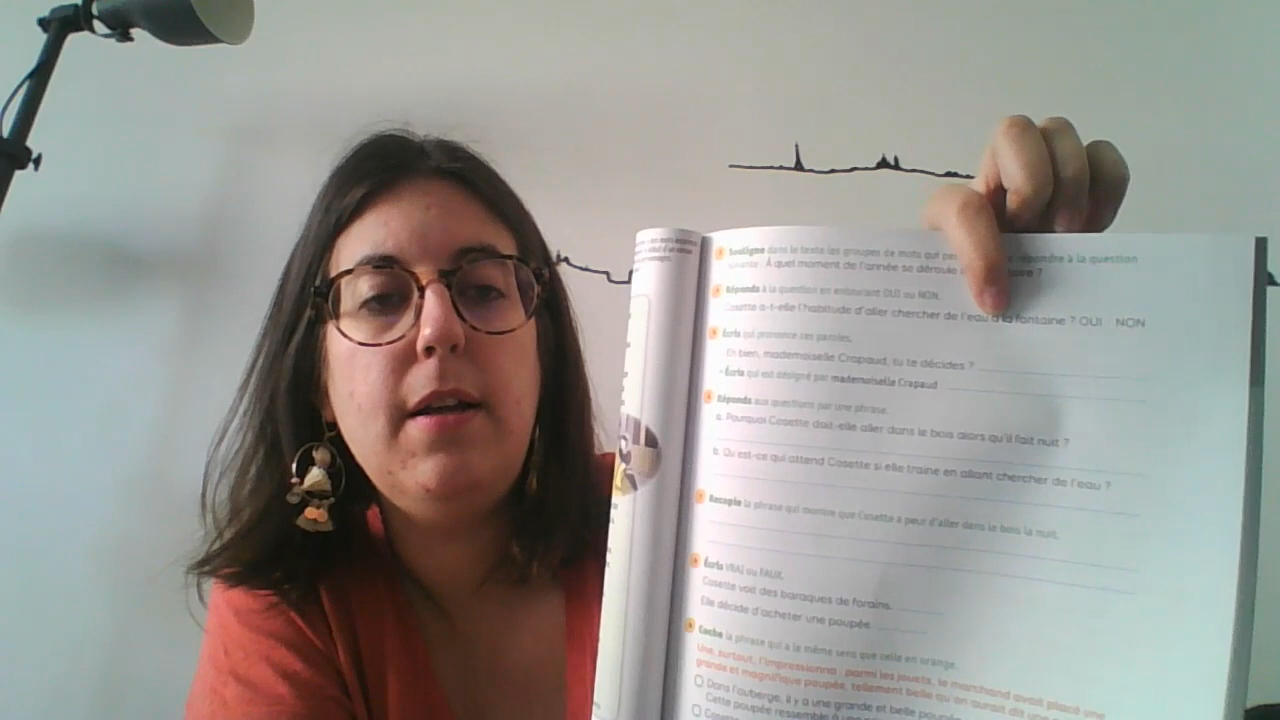 Souligne dans le texte les groupes de mots qui répondre à la question
suivante : À quel moment de l'année se déroule ?
Réponds à la question en entourant OUI ou NON.
Cosette a-t-elle l'habitude d'aller chercher de l'eau à la fontaine ? OUI NON
Écris qui prononce ces paroles.
Eh bien, mademoiselle Crapaud, tu te décides ?
• Écris qui est désigné par mademoiselle Crapaud
Réponds aux questions par une phrase.
a. Pourquoi Cosette doit-elle aller dans le bois alors qu'il fait nuit ?
b. Qu'est-ce qui attend Cosette si elle traine en allant chercher de l'eau ?
Recopie la phrase qui montre que Cosette a peur d'aller dans le bois la nuit.
Écris VRAI ou FAUX.
Cosette voit des baraques de forains.
Elle décide d'acheter une poupée.
Coche la phrase qui a le même sens que celle en orange.
Une, surtout, l'impressionna : parmi les jouets, le marchand avait placé une
grande et magnifique poupée, tellement belle qu'on aurait dit une
Dans l'auberge, il y a une grande et belle poupée
Cette poupée ressemble à une